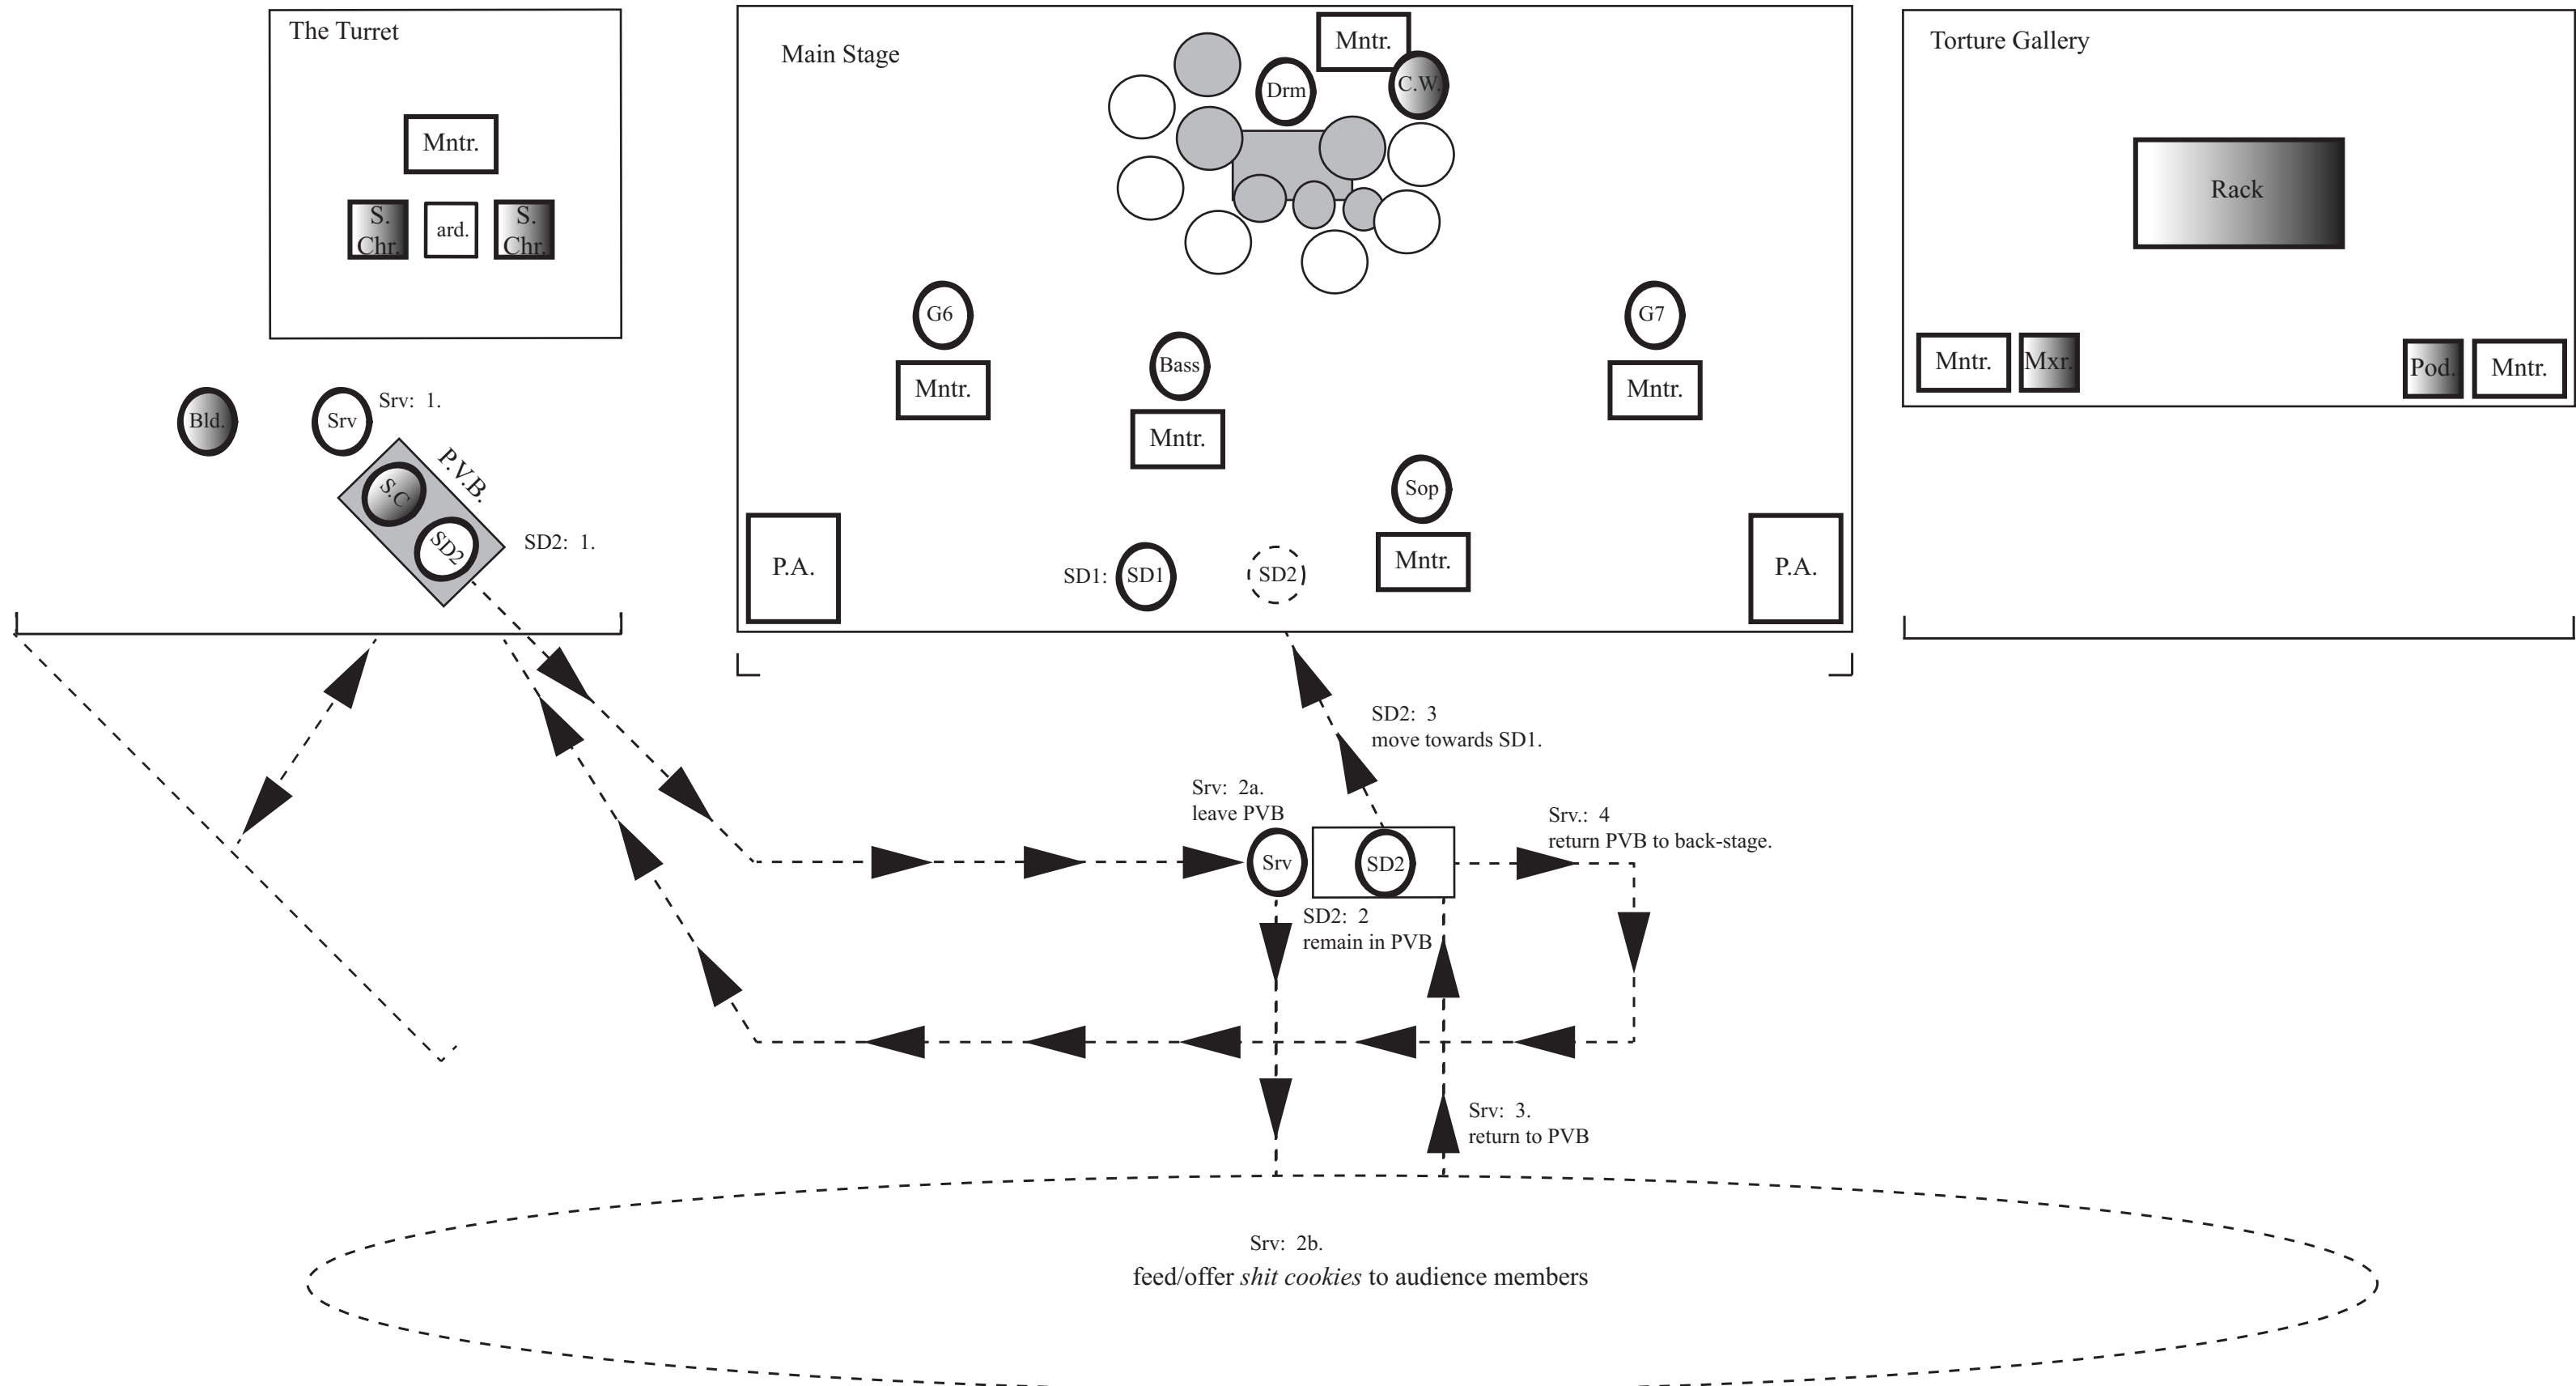 The Turret
Mntr.
S.
Chr.
ard.
S.
Chr.
Bld.
Srv
Srv:  1.
P.V.B.
S.C
SD2
SD2:  1.
Main Stage
Mntr.
Drm
C.W.
G6
Mntr.
Bass
Mntr.
G7
Mntr.
Sop
Mntr.
P.A.
SD1:
SD1
SD2
P.A.
Torture Gallery
Rack
Mntr.
Mxr.
Pod.
Mntr.
SD2:  3
move towards SD1.
Srv:  2a.
leave PVB
Srv
SD2
Srv.:  4
return PVB to back-stage.
SD2:  2
remain in PVB
Srv:  3.
return to PVB
Srv:  2b.
feed/offer shit cookies to audience members